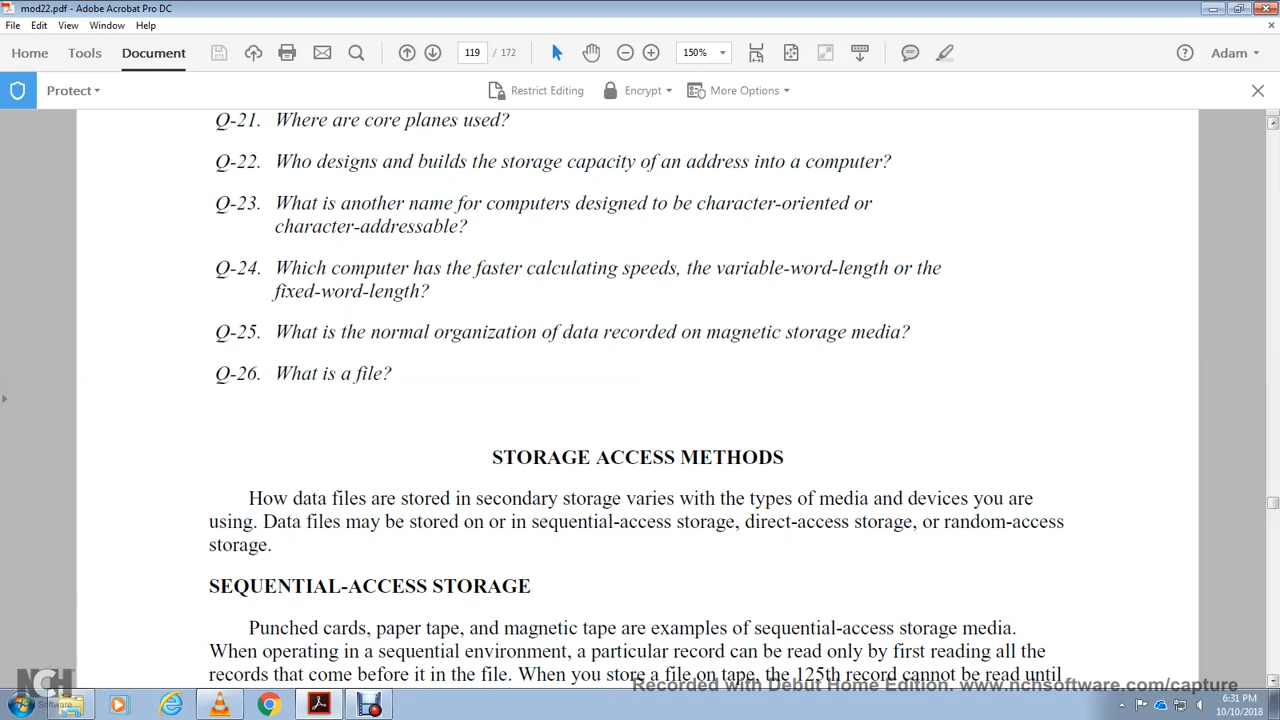 mod22.pdf - Adobe Acrobat Pro DC
File Edit View Window Help
Home Tools Document 119 / 172 150% Adam
Protect Restrict Editing Encrypt More Options
Q-21. Where are core planes used?
Q-22. Who designs and builds the storage capacity of an address into a computer?
Q-23. What is another name for computers designed to be character-oriented or
character-addressable?
Q-24. Which computer has the faster calculating speeds, the variable-word-length or the
fixed-word-length?
Q-25. What is the normal organization of data recorded on magnetic storage media?
Q-26. What is a file?
STORAGE ACCESS METHODS
How data files are stored in secondary storage varies with the types of media and devices you are
using. Data files may be stored on or in sequential-access storage, direct-access storage, or random-access
storage.
SEQUENTIAL-ACCESS STORAGE
Punched cards, paper tape, and magnetic tape are examples of sequential-access storage media.
When operating in a sequential environment, a particular record can be read only by first reading all the
records that come before it in the file. When you store a file on tape, the 125th record cannot be read until
Recorded with Debut Home Edition. www.nchsoftware.com/capture
NCH
NCH Software
6:31 PM
10/10/2018